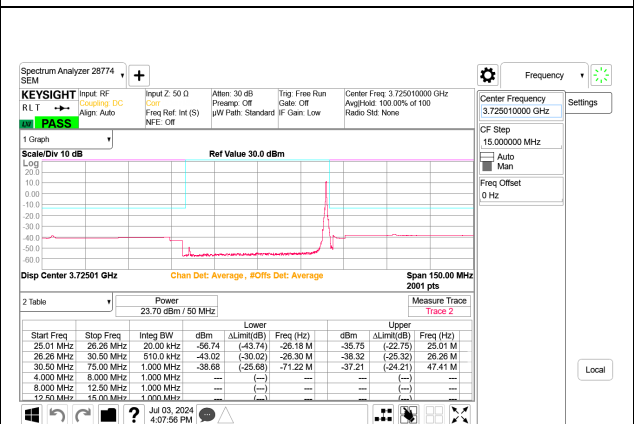 Spectrum Analyzer 28774
SEM
Frequency
KEYSIGHT
RLT
LM PASS
Input: RF
Coupling: DC
Align: Auto
Input Z: 50 Ω
Corr
Freq Ref: Int (S)
NFE: Off
Atten: 30 dB
Preamp: Off
µW Path: Standard
Trig: Free Run
Gate: Off
IF Gain: Low
Center Freq: 3.725010000 GHz
Avg|Hold: 100.00% of 100
Radio Std: None
Center Frequency
3.725010000 GHz
Settings
CF Step
15.000000 MHz
Auto
Man
Freq Offset
0 Hz
1 Graph
Scale/Div 10 dB
Ref Value 30.0 dBm
Log
20.0
10.0
0.00
-10.0
-20.0
-30.0
-40.0
-50.0
-60.0
Disp Center 3.72501 GHz
Chan Det: Average , #Offs Det: Average
Span 150.00 MHz
2001 pts
2 Table
Power
23.70 dBm / 50 MHz
Measure Trace
Trace 2
Lower Upper
Start Freq Stop Freq Integ BW dBm ΔLimit(dB) Freq (Hz) dBm ΔLimit(dB) Freq (Hz)
25.01 MHz 26.26 MHz 20.00 kHz -56.74 (-43.74) -26.18 M -35.75 (-22.75) 25.01 M
26.26 MHz 30.50 MHz 510.0 kHz -43.02 (-30.02) -26.30 M -38.32 (-25.32) 26.26 M
30.50 MHz 75.00 MHz 1.000 MHz -38.68 (-25.68) -71.22 M -37.21 (-24.21) 47.41 M
4.000 MHz 8.000 MHz 1.000 MHz --- (---) --- --- (---) ---
8.000 MHz 12.50 MHz 1.000 MHz --- (---) --- --- (---) ---
12.50 MHz 15.00 MHz 1.000 MHz --- (---) --- --- (---) ---
Local
Jul 03, 2024
4:07:56 PM